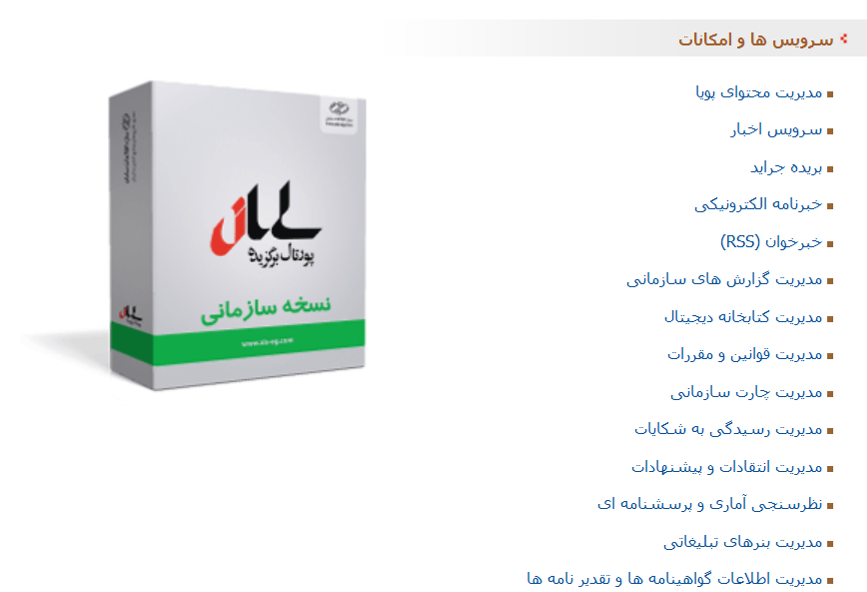 سرویس ها و امکانات
مدیریت محتوای پویا
سرویس اخبار
بریده جراید
خبرنامه الکترونیکی
خبرخوان (RSS)
مدیریت گزارش های سازمانی
مدیریت کتابخانه دیجیتال
مدیریت قوانین و مقررات
مدیریت چارت سازمانی
مدیریت رسیدگی به شکایات
مدیریت انتقادات و پیشنهادات
نظرسنجی آماری و پرسشنامه ای
مدیریت بنرهای تبلیغاتی
مدیریت اطلاعات گواهینامه ها و تقدیر نامه ها
پورتال برگزیده
نسخه سازمانی